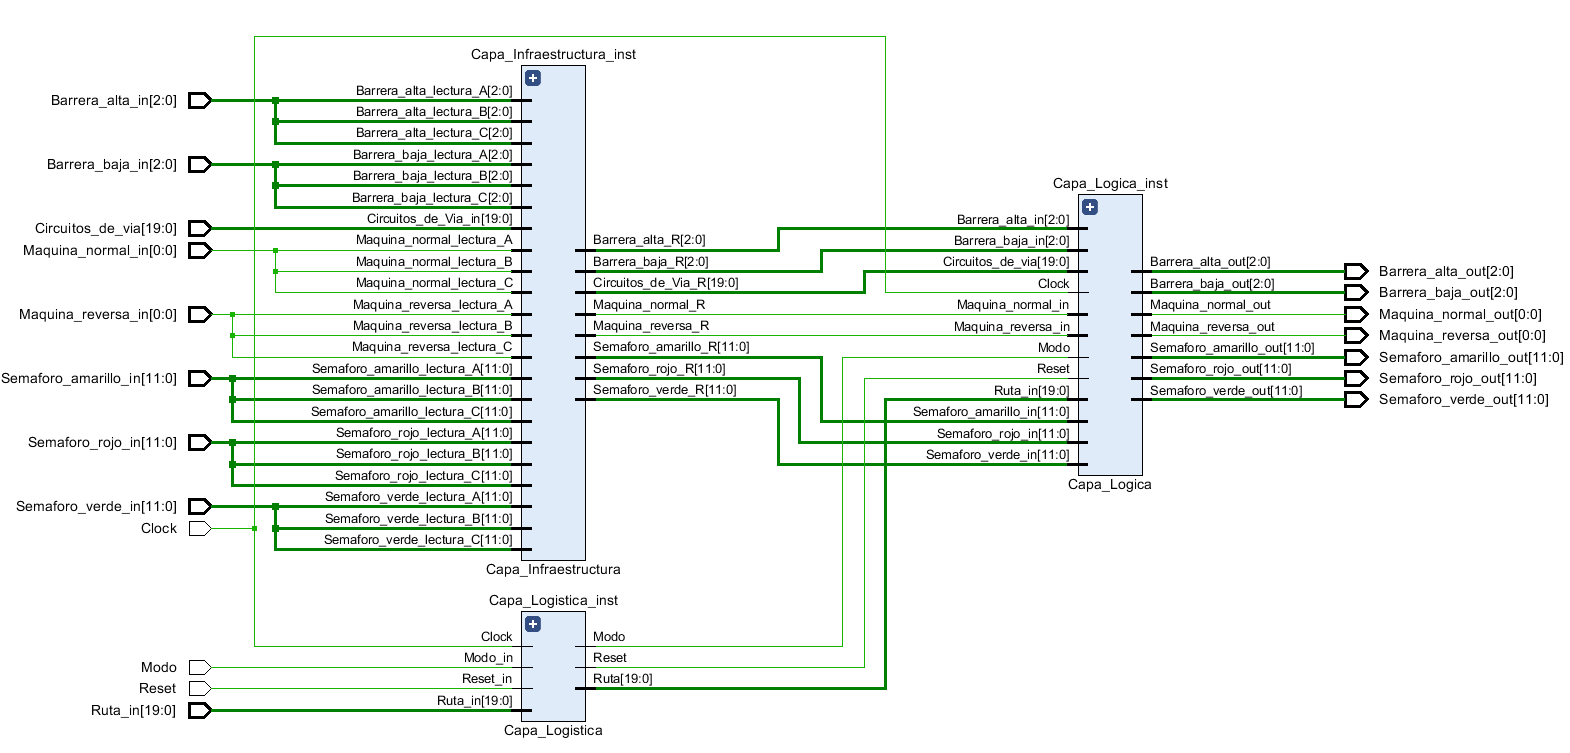 Capa_Infraestructura_inst
Barrera_alta_in[2:0]
Barrera_baja_in[2:0]
Circuitos_de_via[19:0]
Maquina_normal_in[0:0]
Maquina_reversa_in[0:0]
Semaforo_amarillo_in[11:0]
Semaforo_rojo_in[11:0]
Semaforo_verde_in[11:0]
Clock
Barrera_alta_lectura_A[2:0]
Barrera_alta_lectura_B[2:0]
Barrera_alta_lectura_C[2:0]
Barrera_baja_lectura_A[2:0]
Barrera_baja_lectura_B[2:0]
Barrera_baja_lectura_C[2:0]
Circuitos_de_Via_in[19:0]
Maquina_normal_lectura_A
Maquina_normal_lectura_B
Maquina_normal_lectura_C
Maquina_reversa_lectura_A
Maquina_reversa_lectura_B
Maquina_reversa_lectura_C
Semaforo_amarillo_lectura_A[11:0]
Semaforo_amarillo_lectura_B[11:0]
Semaforo_amarillo_lectura_C[11:0]
Semaforo_rojo_lectura_A[11:0]
Semaforo_rojo_lectura_B[11:0]
Semaforo_rojo_lectura_C[11:0]
Semaforo_verde_lectura_A[11:0]
Semaforo_verde_lectura_B[11:0]
Semaforo_verde_lectura_C[11:0]
Barrera_alta_R[2:0]
Barrera_baja_R[2:0]
Circuitos_de_Via_R[19:0]
Maquina_normal_R
Maquina_reversa_R
Semaforo_amarillo_R[11:0]
Semaforo_rojo_R[11:0]
Semaforo_verde_R[11:0]
Capa_Infraestructura
Capa_Logica_inst
Barrera_alta_in[2:0]
Barrera_baja_in[2:0]
Circuitos_de_via[19:0]
Clock
Maquina_normal_in
Maquina_reversa_in
Modo
Reset
Ruta_in[19:0]
Semaforo_amarillo_in[11:0]
Semaforo_rojo_in[11:0]
Semaforo_verde_in[11:0]
Barrera_alta_out[2:0]
Barrera_baja_out[2:0]
Maquina_normal_out
Maquina_reversa_out
Semaforo_amarillo_out[11:0]
Semaforo_rojo_out[11:0]
Semaforo_verde_out[11:0]
Capa_Logica
Barrera_alta_out[2:0]
Barrera_baja_out[2:0]
Maquina_normal_out[0:0]
Maquina_reversa_out[0:0]
Semaforo_amarillo_out[11:0]
Semaforo_rojo_out[11:0]
Semaforo_verde_out[11:0]
Capa_Logistica_inst
Modo
Reset
Ruta_in[19:0]
Clock
Modo_in
Reset_in
Ruta_in[19:0]
Modo
Reset
Ruta[19:0]
Capa_Logistica